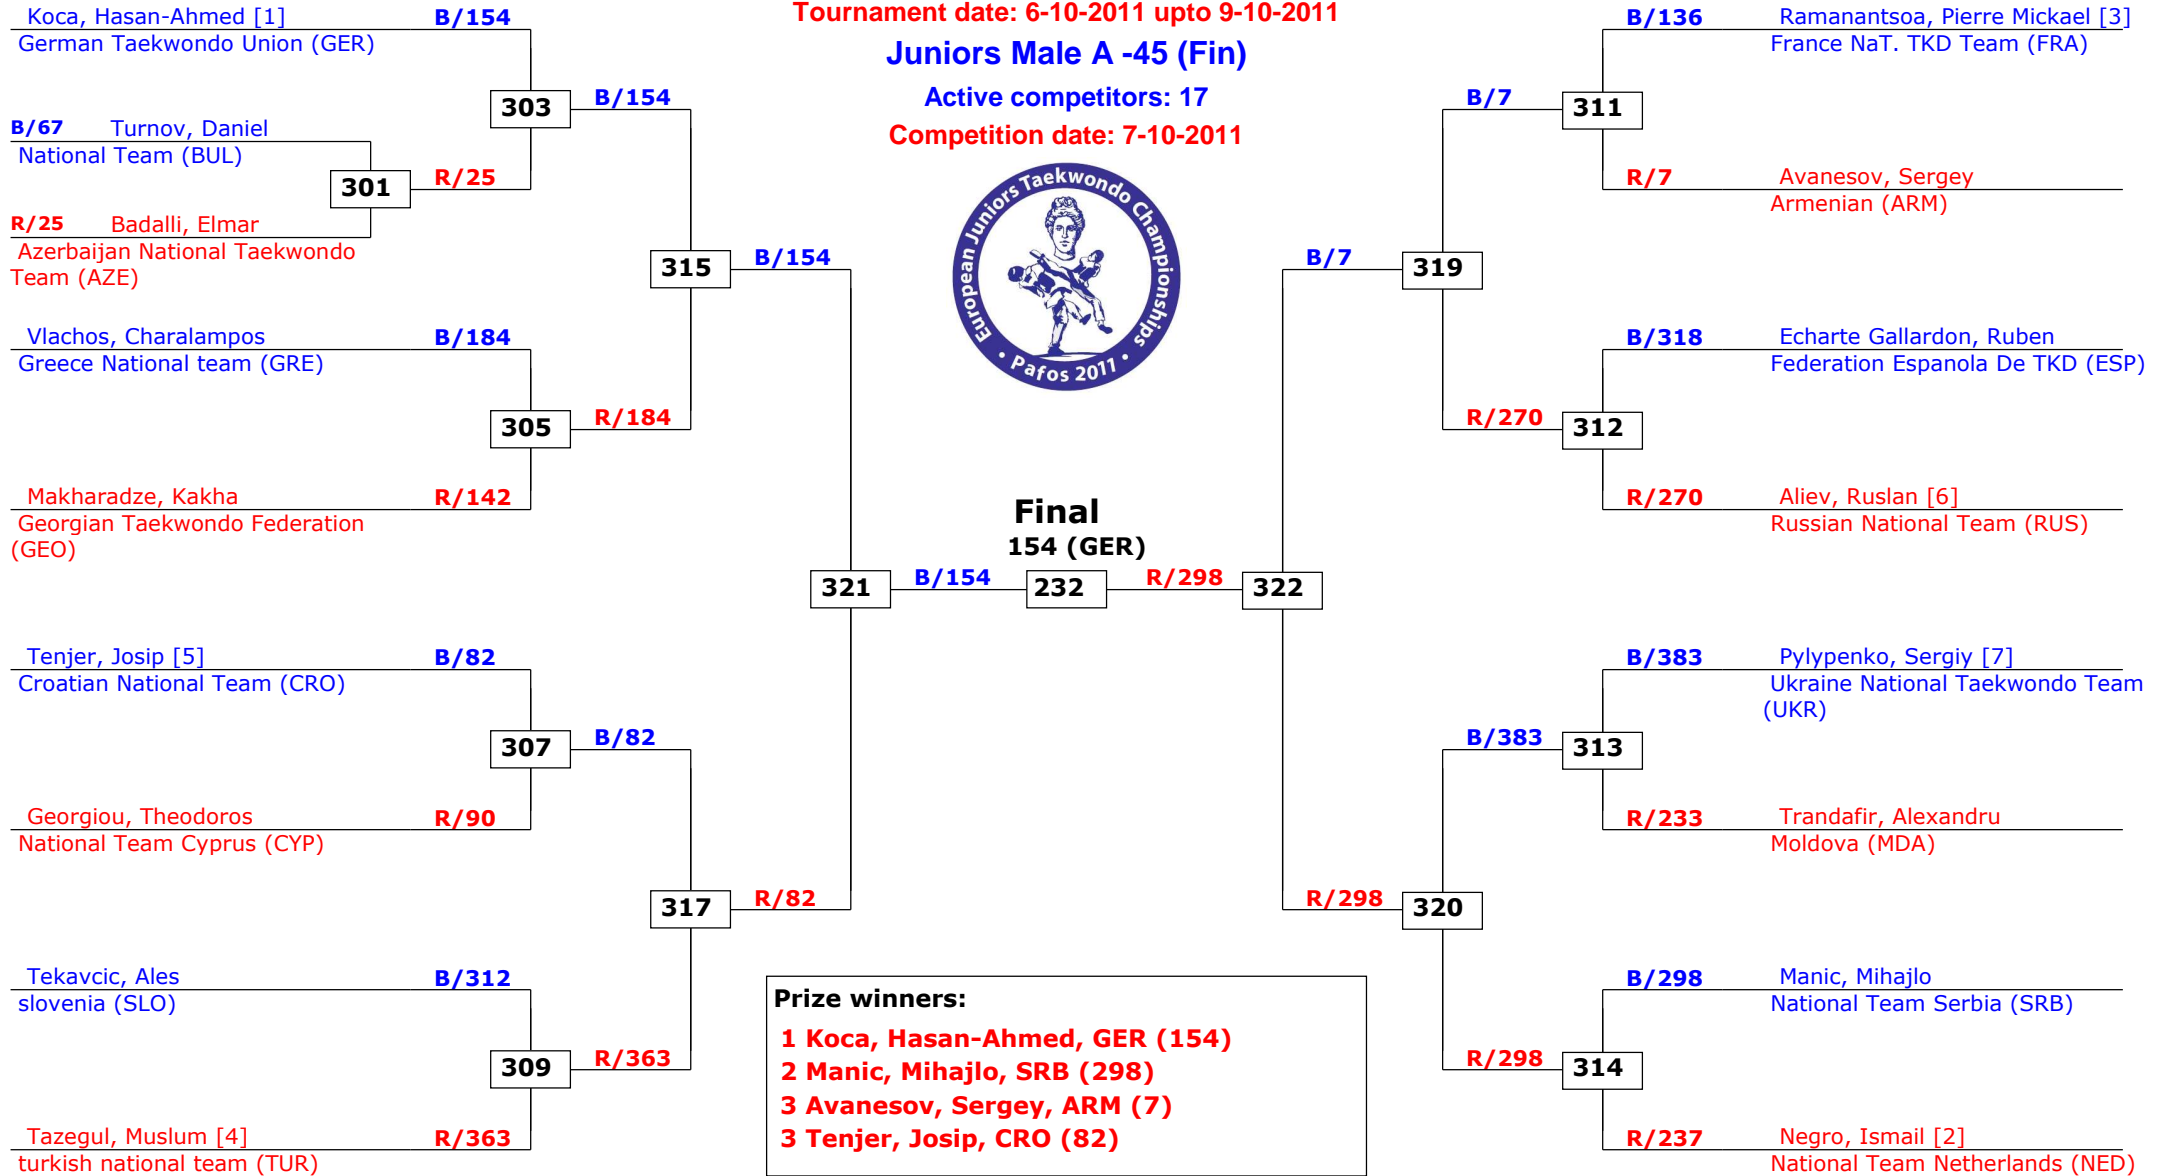 Tournament date: 6-10-2011 upto 9-10-2011
Juniors Male A -45 (Fin)
Active competitors: 17
Competition date: 7-10-2011
European Juniors Taekwondo Championships
• Pafos 2011 •
Koca, Hasan-Ahmed [1] B/154
German Taekwondo Union (GER)
303 B/154
B/67 Turnov, Daniel
National Team (BUL)
301 R/25
R/25 Badalli, Elmar
Azerbaijan National Taekwondo
Team (AZE)
315 B/154
Vlachos, Charalampos B/184
Greece National team (GRE)
305 R/184
Makharadze, Kakha R/142
Georgian Taekwondo Federation
(GEO)
321 B/154
Tenjer, Josip [5] B/82
Croatian National Team (CRO)
307 B/82
Georgiou, Theodoros R/90
National Team Cyprus (CYP)
317 R/82
Tekavcic, Ales B/312
slovenia (SLO)
309 R/363
Tazegul, Muslum [4] R/363
turkish national team (TUR)
Final
154 (GER)
232
B/136 Ramanantsoa, Pierre Mickael [3]
France NaT. TKD Team (FRA)
B/7 311
R/7 Avanesov, Sergey
Armenian (ARM)
B/7 319
B/318 Echarte Gallardon, Ruben
Federation Espanola De TKD (ESP)
R/270 312
R/270 Aliev, Ruslan [6]
Russian National Team (RUS)
R/298 322
B/383 Pylypenko, Sergiy [7]
Ukraine National Taekwondo Team
(UKR)
B/383 313
R/233 Trandafir, Alexandru
Moldova (MDA)
R/298 320
B/298 Manic, Mihajlo
National Team Serbia (SRB)
R/298 314
R/237 Negro, Ismail [2]
National Team Netherlands (NED)
Prize winners:
1 Koca, Hasan-Ahmed, GER (154)
2 Manic, Mihajlo, SRB (298)
3 Avanesov, Sergey, ARM (7)
3 Tenjer, Josip, CRO (82)